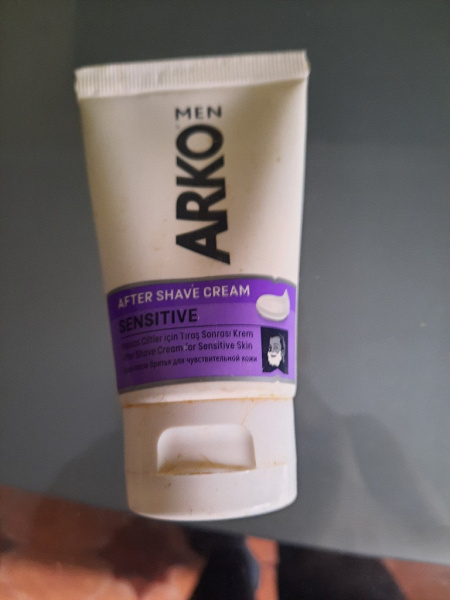 MEN
ARKO
AFTER SHAVE CREAM
SENSITIVE
Hassas Ciltler için Tıraş Sonrası Krem
After Shave Cream for Sensitive Skin
бритья для чувствительной кожи